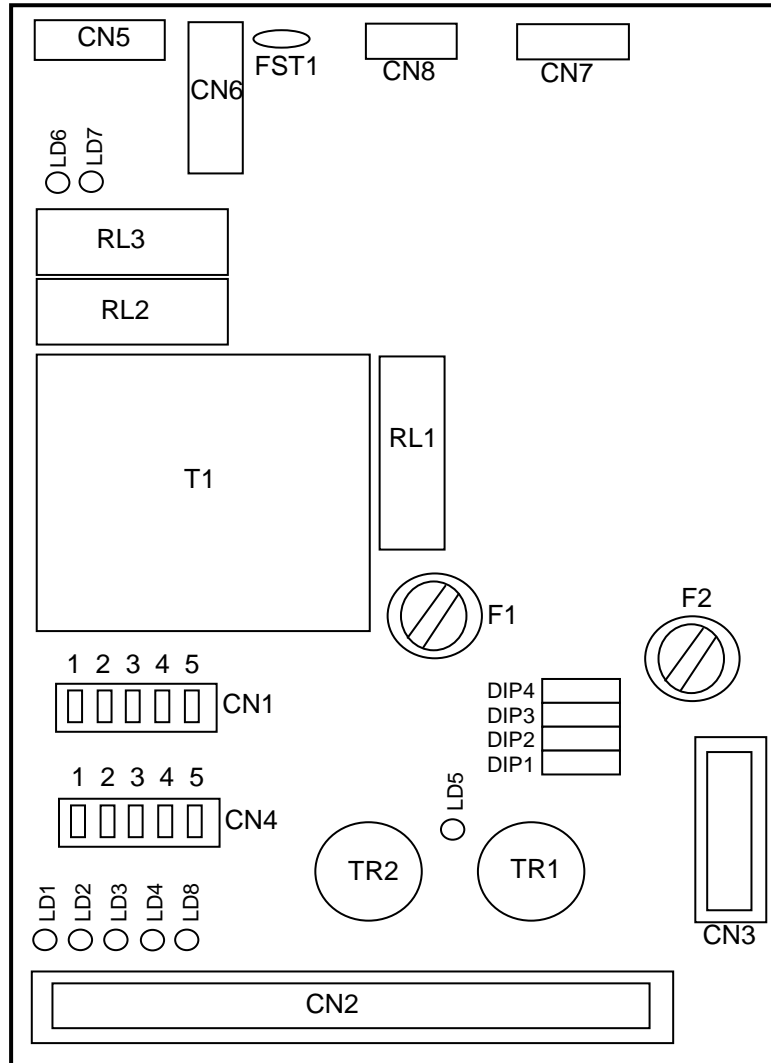 CN5
CN6
FST1
CN8
CN7
LD6
LD7
RL3
RL2
RL1
T1
F1
F2
1 2 3 4 5
CN1
DIP4
DIP3
DIP2
DIP1
1 2 3 4 5
CN4
LD5
TR2
TR1
CN3
LD1
LD2
LD3
LD4
LD8
CN2